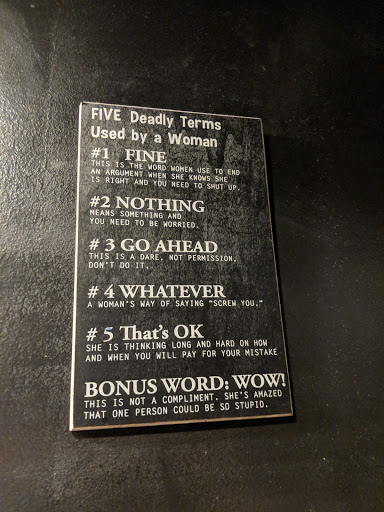 FIVE Deadly Terms
Used by a Woman
#1 FINE
THIS IS THE WORD WOMEN USE TO END
AN ARGUMENT WHEN SHE KNOWS SHE
IS RIGHT AND YOU NEED TO SHUT UP.
#2 NOTHING
MEANS SOMETHING AND
YOU NEED TO BE WORRIED.
# 3 GO AHEAD
THIS IS A DARE, NOT PERMISSION,
DON'T DO IT.
# 4 WHATEVER
A WOMAN'S WAY OF SAYING "SCREW YOU."
# 5 That's OK
SHE IS THINKING LONG AND HARD ON HOW
AND WHEN YOU WILL PAY FOR YOUR MISTAKE
BONUS WORD: WOW!
THIS IS NOT A COMPLIMENT. SHE'S AMAZED
THAT ONE PERSON COULD BE SO STUPID.